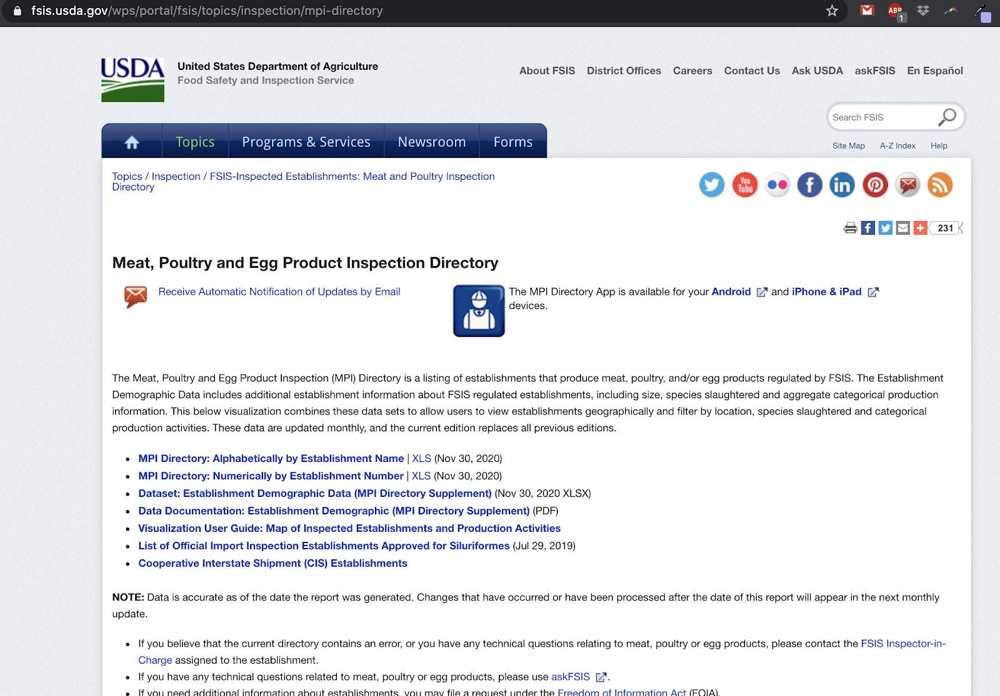 fsis.usda.gov/wps/portal/fsis/topics/inspection/mpi-directory
ABP
1
USDA
United States Department of Agriculture
Food Safety and Inspection Service
About FSIS District Offices Careers Contact Us Ask USDA askFSIS En Español
Search FSIS
Site Map A-Z Index Help
Topics Programs & Services Newsroom Forms
Topics / Inspection / FSIS-Inspected Establishments: Meat and Poultry Inspection
Directory
You
Tube
f
in
f
231
Meat, Poultry and Egg Product Inspection Directory
Receive Automatic Notification of Updates by Email
The MPI Directory App is available for your Android and iPhone & iPad
devices.
The Meat, Poultry and Egg Product Inspection (MPI) Directory is a listing of establishments that produce meat, poultry, and/or egg products regulated by FSIS. The Establishment
Demographic Data includes additional establishment information about FSIS regulated establishments, including size, species slaughtered and aggregate categorical production
information. This below visualization combines these data sets to allow users to view establishments geographically and filter by location, species slaughtered and categorical
production activities. These data are updated monthly, and the current edition replaces all previous editions.
• MPI Directory: Alphabetically by Establishment Name | XLS (Nov 30, 2020)
• MPI Directory: Numerically by Establishment Number | XLS (Nov 30, 2020)
• Dataset: Establishment Demographic Data (MPI Directory Supplement) (Nov 30, 2020 XLSX)
• Data Documentation: Establishment Demographic (MPI Directory Supplement) (PDF)
• Visualization User Guide: Map of Inspected Establishments and Production Activities
• List of Official Import Inspection Establishments Approved for Siluriformes (Jul 29, 2019)
• Cooperative Interstate Shipment (CIS) Establishments
NOTE: Data is accurate as of the date the report was generated. Changes that have occurred or have been processed after the date of this report will appear in the next monthly
update.
• If you believe that the current directory contains an error, or you have any technical questions relating to meat, poultry or egg products, please contact the FSIS Inspector-in-
Charge assigned to the establishment.
• If you have any technical questions related to meat, poultry or egg products, please use askFSIS.
• If you need additional information about establishments, you may file a request under the Freedom of Information Act (FOIA).